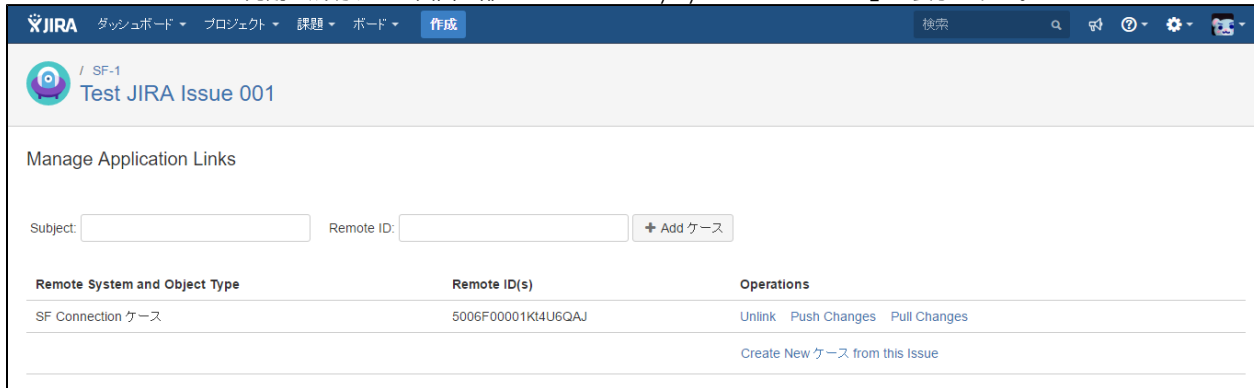 JIRA ダッシュボード プロジェクト 課題 ボード 作成 検索
/ SF-1
Test JIRA Issue 001
Manage Application Links
Subject: Remote ID: + Add ケース
Remote System and Object Type Remote ID(s) Operations
SF Connection ケース 5006F00001Kt4U6QAJ Unlink Push Changes Pull Changes
Create New ケース from this Issue